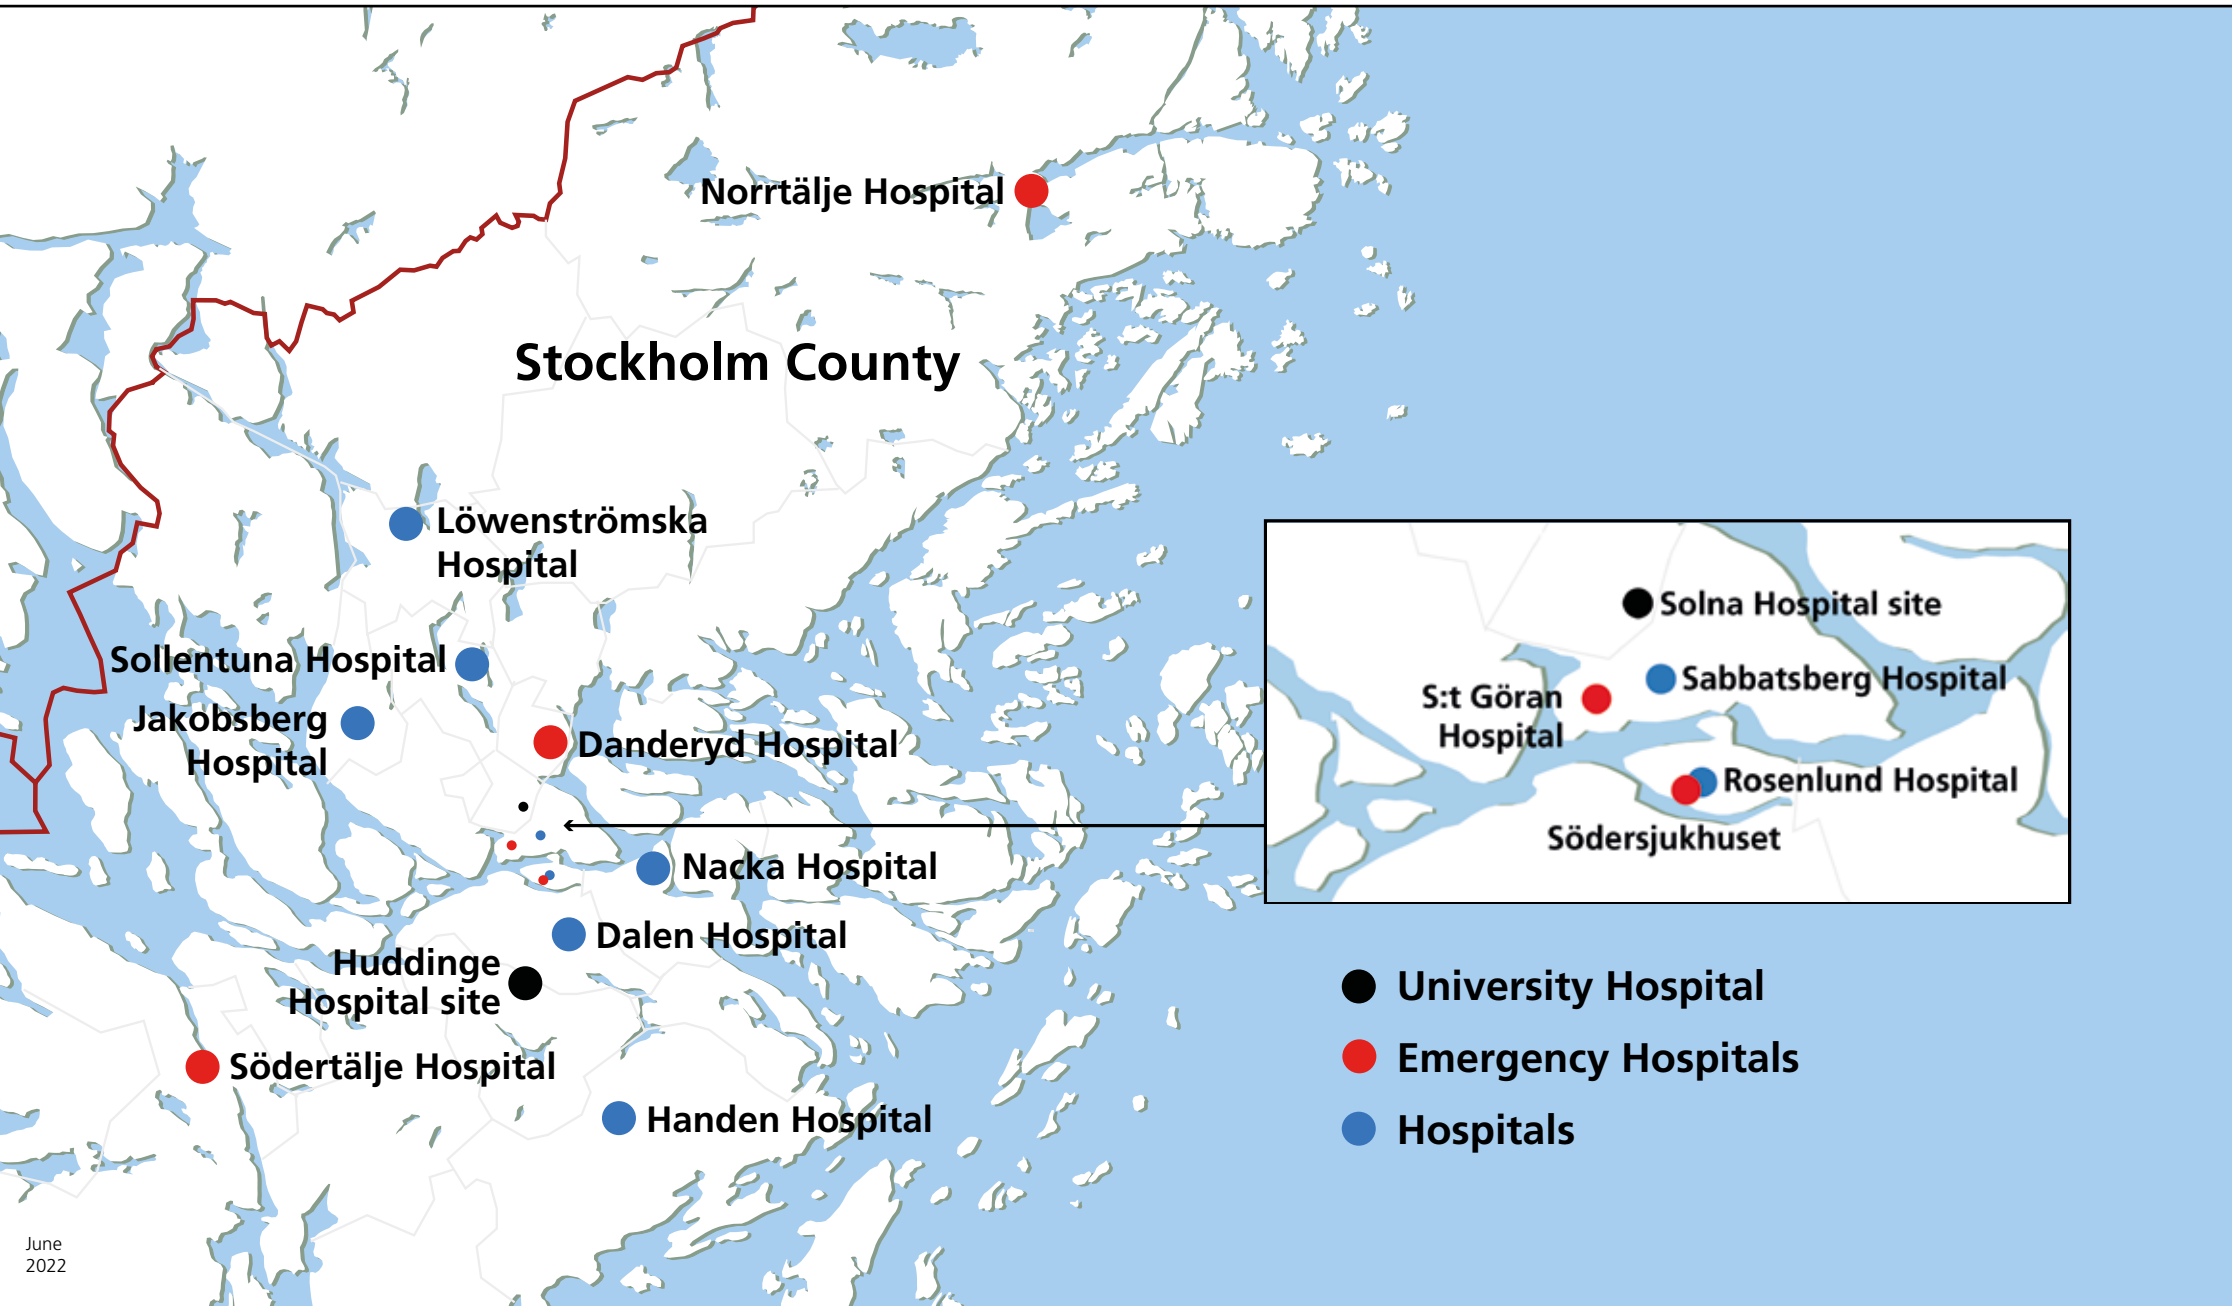 Norrtälje Hospital
Stockholm County
Löwenströmska
Hospital
Sollentuna Hospital
Jakobsberg
Hospital
Danderyd Hospital
Nacka Hospital
Dalen Hospital
Huddinge
Hospital site
Södertälje Hospital
Handen Hospital
Solna Hospital site
Sabbatsberg Hospital
S:t Göran
Hospital
Rosenlund Hospital
Södersjukhuset
University Hospital
Emergency Hospitals
Hospitals
June
2022